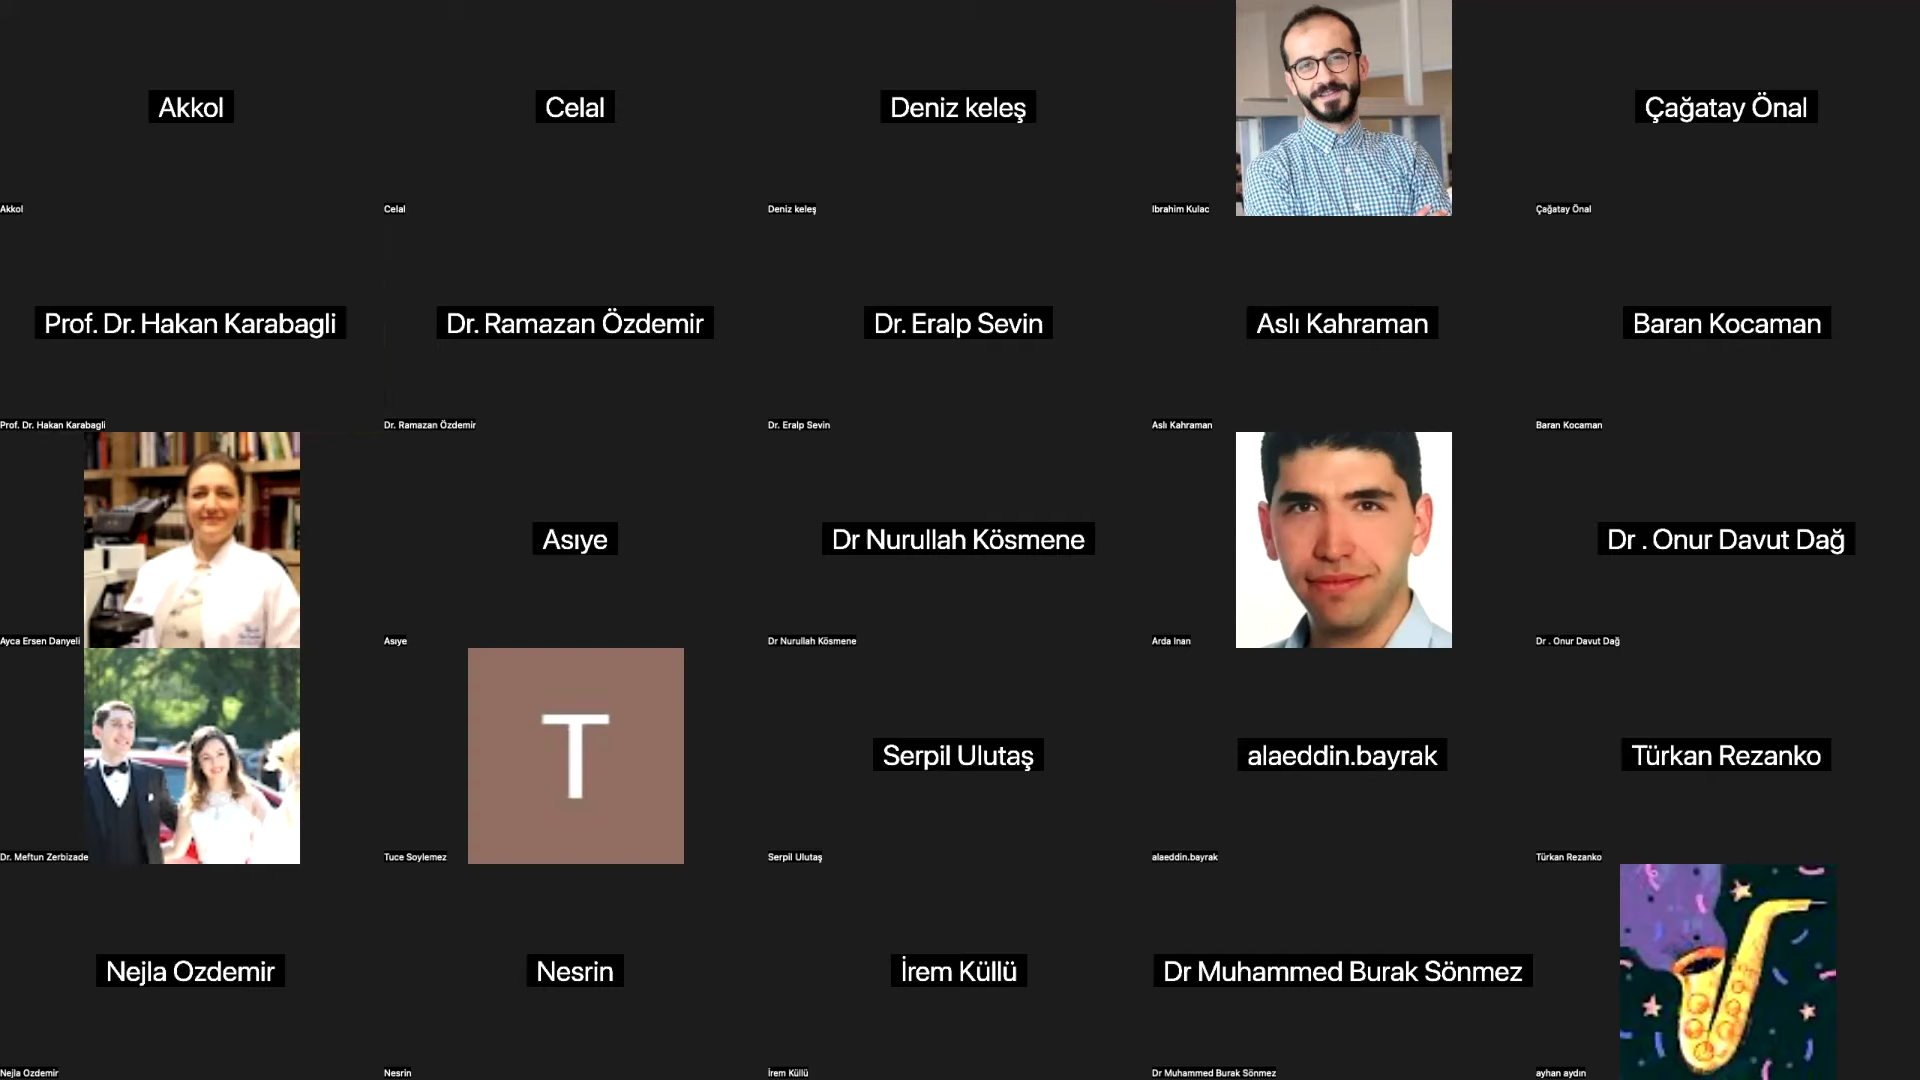 Akkol
Celal
Deniz keleş
Çağatay Önal
Akkol
Celal
Deniz keleş
Ibrahim Kulac
Çağatay Önal
Prof. Dr. Hakan Karabagli
Dr. Ramazan Özdemir
Dr. Eralp Sevin
Aslı Kahraman
Baran Kocaman
Prof. Dr. Hakan Karabagli
Dr. Ramazan Özdemir
Dr. Eralp Sevin
Aslı Kahraman
Baran Kocaman
Asıye
Dr Nurullah Kösmene
Dr . Onur Davut Dağ
Ayca Ersen Danyeli
Asıye
Dr Nurullah Kösmene
Arda Inan
Dr . Onur Davut Dağ
T
Serpil Ulutaş
alaeddin.bayrak
Türkan Rezanko
Dr. Meftun Zerbizade
Tuce Soylemez
Serpil Ulutaş
alaeddin.bayrak
Türkan Rezanko
Nejla Ozdemir
Nesrin
İrem Küllü
Dr Muhammed Burak Sönmez
Nejla Ozdemir
Nesrin
İrem Küllü
Dr Muhammed Burak Sönmez
ayhan aydın